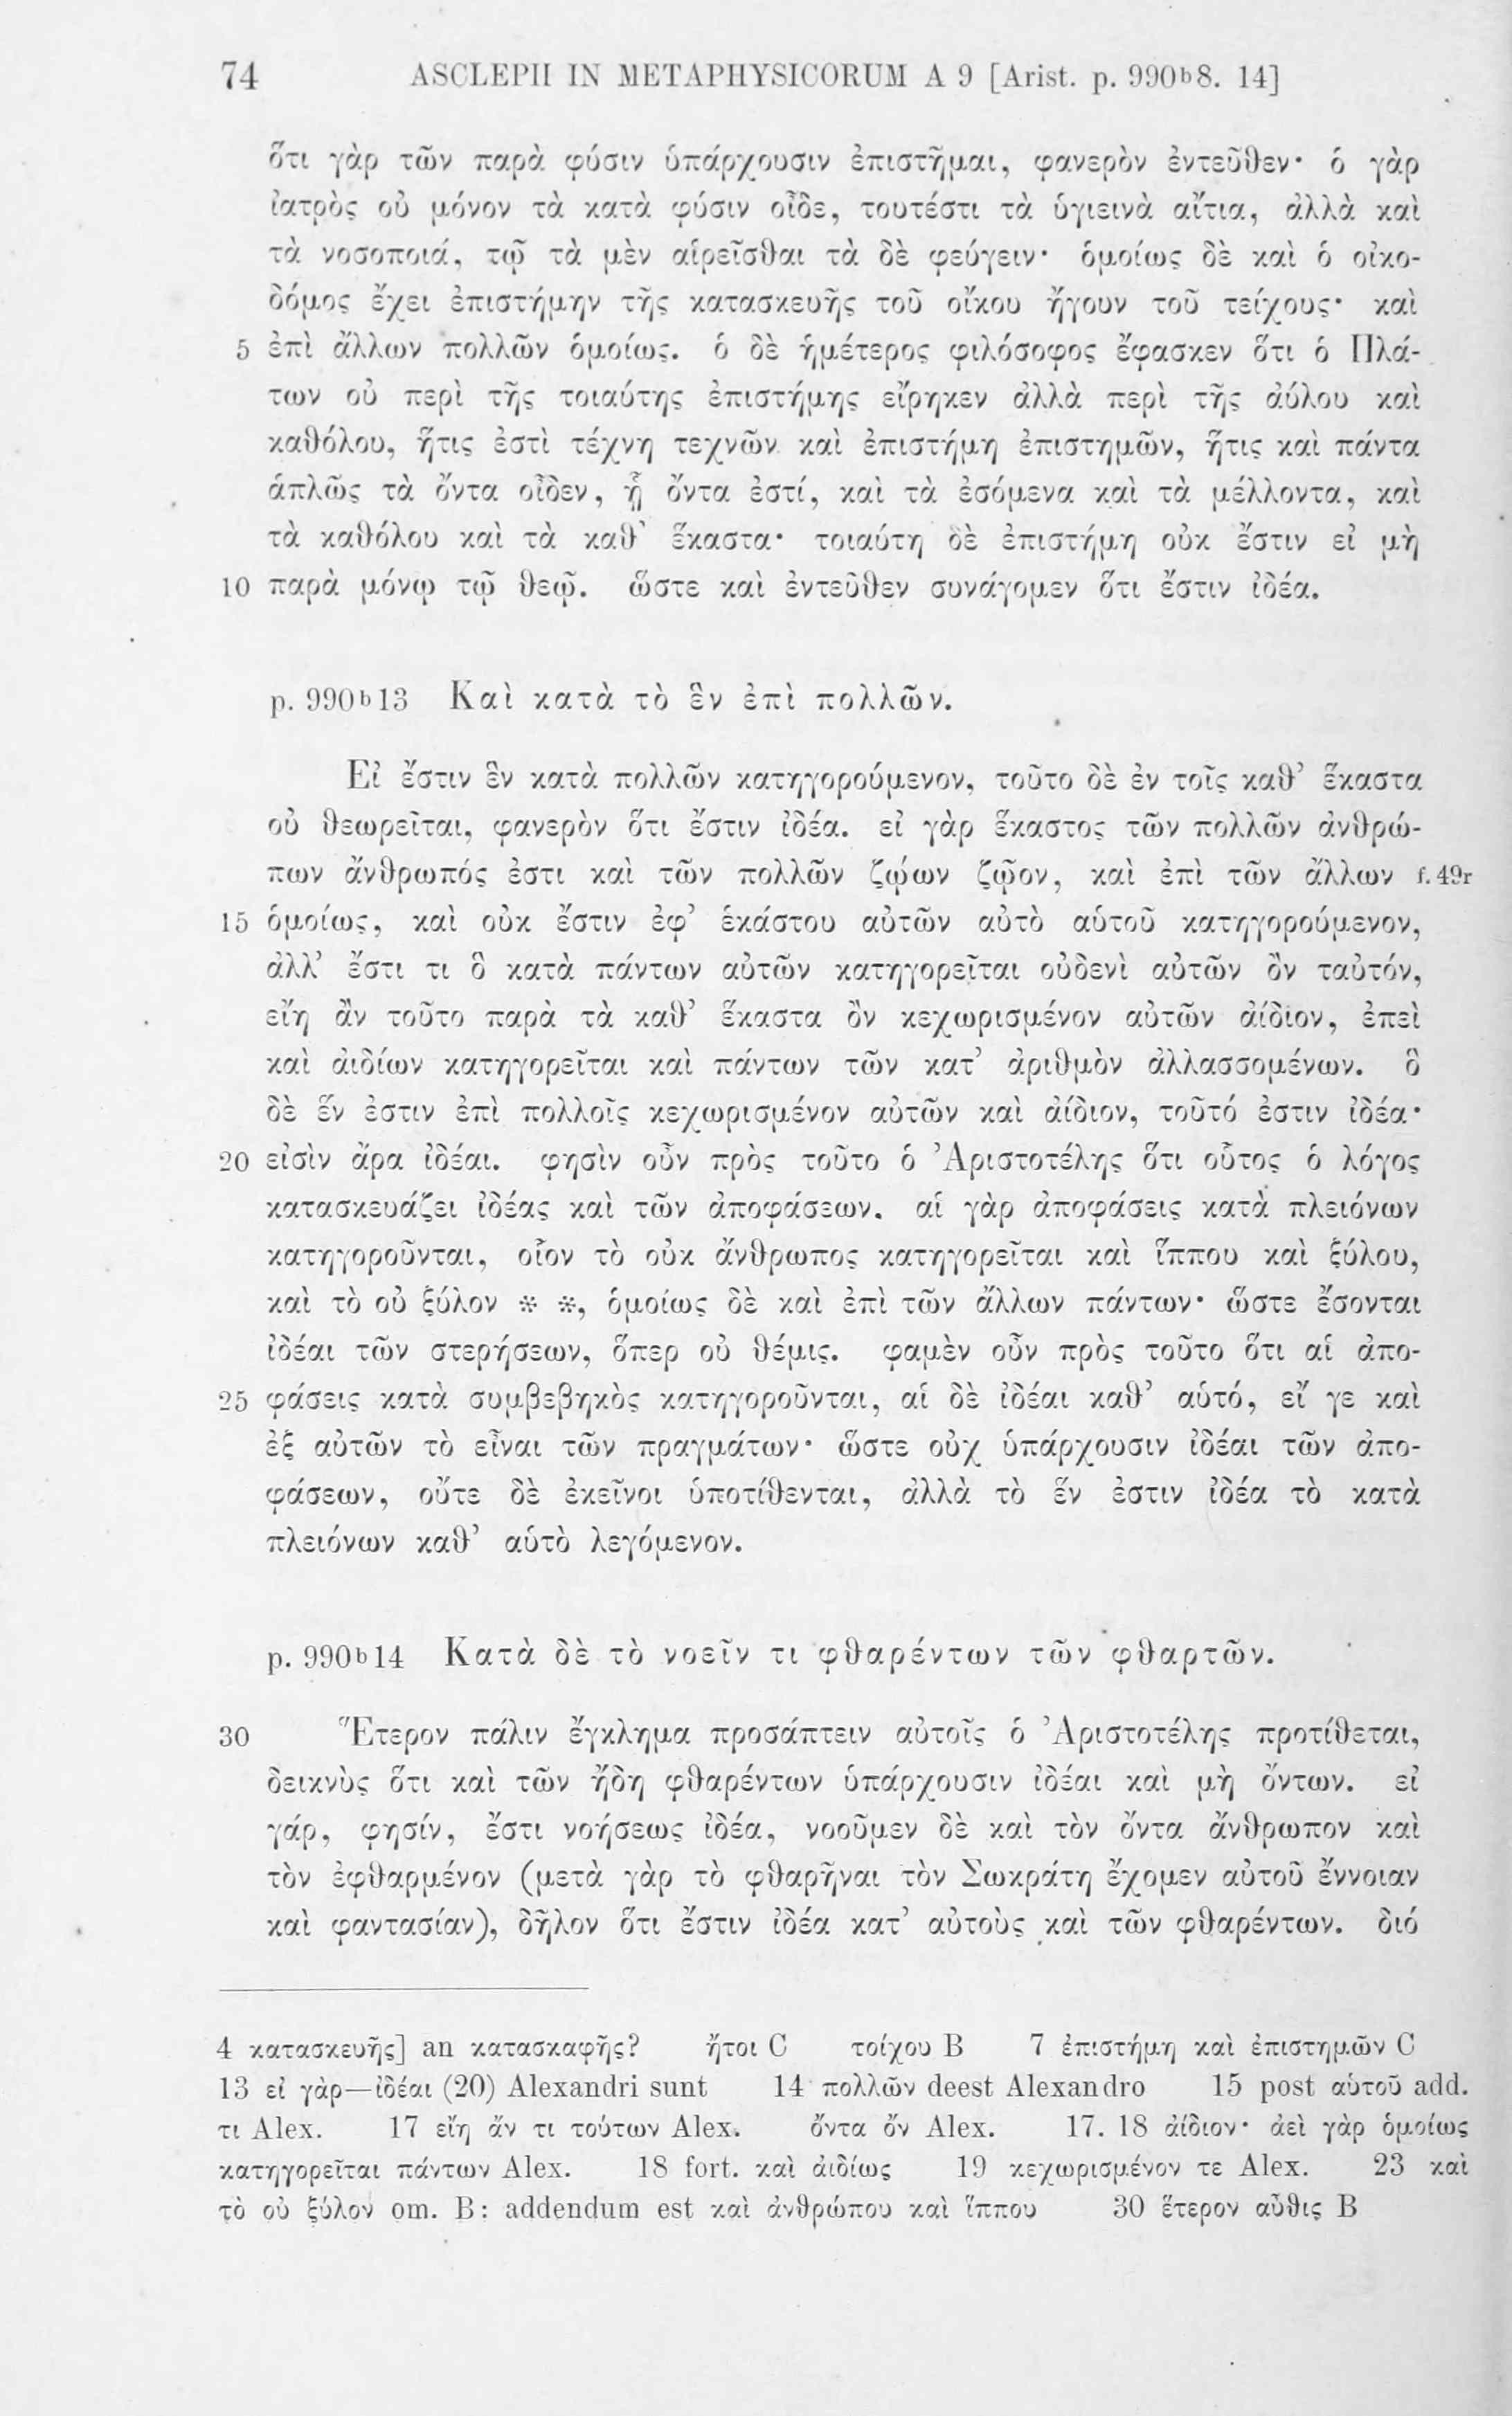 74 ASCLEPII IN METAPHYSICORUM A 9 [Arist. p. 990ᵇ8. 14]
ὅτι γὰρ τῶν παρὰ φύσιν ὑπάρχουσιν ἐπιστῆμαι, φανερὸν ἐντεῦθεν· ὁ γὰρ
ἰατρὸς οὐ μόνον τὰ κατὰ φύσιν οἶδε, τουτέστι τὰ ὑγιεινὰ αἴτια, ἀλλὰ καὶ
τὰ νοσοποιά, τῷ τὰ μὲν αἱρεῖσθαι τὰ δὲ φεύγειν· ὁμοίως δὲ καὶ ὁ οἰκο-
δόμος ἔχει ἐπιστήμην τῆς κατασκευῆς τοῦ οἴκου ἤγουν τοῦ τείχους· καὶ
5 ἐπὶ ἄλλων πολλῶν ὁμοίως. ὁ δὲ ἡμέτερος φιλόσοφος ἔφασκεν ὅτι ὁ Πλά-
των οὐ περὶ τῆς τοιαύτης ἐπιστήμης εἴρηκεν ἀλλὰ περὶ τῆς ἀύλου καὶ
καθόλου, ἥτις ἐστὶ τέχνη τεχνῶν καὶ ἐπιστήμη ἐπιστημῶν, ἥτις καὶ πάντα
ἁπλῶς τὰ ὄντα οἶδεν, ᾗ ὄντα ἐστί, καὶ τὰ ἐσόμενα καὶ τὰ μέλλοντα, καὶ
τὰ καθόλου καὶ τὰ καθ’ ἕκαστα· τοιαύτη δὲ ἐπιστήμη οὐκ ἔστιν εἰ μὴ
10 παρὰ μόνῳ τῷ θεῷ. ὥστε καὶ ἐντεῦθεν συνάγομεν ὅτι ἔστιν ἰδέα.
p. 990ᵇ13 Καὶ κατὰ τὸ ἓν ἐπὶ πολλῶν.
Εἰ ἔστιν ἓν κατὰ πολλῶν κατηγορούμενον, τοῦτο δὲ ἐν τοῖς καθ’ ἕκαστα
οὐ θεωρεῖται, φανερὸν ὅτι ἔστιν ἰδέα. εἰ γὰρ ἕκαστος τῶν πολλῶν ἀνθρώ-
πων ἄνθρωπός ἐστι καὶ τῶν πολλῶν ζῴων ζῷον, καὶ ἐπὶ τῶν ἄλλων f. 49r
15 ὁμοίως, καὶ οὐκ ἔστιν ἐφ’ ἑκάστου αὐτῶν αὐτὸ αὑτοῦ κατηγορούμενον,
ἀλλ’ ἔστι τι ὃ κατὰ πάντων αὐτῶν κατηγορεῖται οὐδενὶ αὐτῶν ὂν ταὐτόν,
εἴη ἂν τοῦτο παρὰ τὰ καθ’ ἕκαστα ὂν κεχωρισμένον αὐτῶν ἀίδιον, ἐπεὶ
καὶ ἀιδίων κατηγορεῖται καὶ πάντων τῶν κατ’ ἀριθμὸν ἀλλασσομένων. ὃ
δὲ ἕν ἐστιν ἐπὶ πολλοῖς κεχωρισμένον αὐτῶν καὶ ἀίδιον, τοῦτό ἐστιν ἰδέα·
20 εἰσὶν ἄρα ἰδέαι. φησὶν οὖν πρὸς τοῦτο ὁ Ἀριστοτέλης ὅτι οὗτος ὁ λόγος
κατασκευάζει ἰδέας καὶ τῶν ἀποφάσεων. αἱ γὰρ ἀποφάσεις κατὰ πλειόνων
κατηγοροῦνται, οἷον τὸ οὐκ ἄνθρωπος κατηγορεῖται καὶ ἵππου καὶ ξύλου,
καὶ τὸ οὐ ξύλον * *, ὁμοίως δὲ καὶ ἐπὶ τῶν ἄλλων πάντων· ὥστε ἔσονται
ἰδέαι τῶν στερήσεων, ὅπερ οὐ θέμις. φαμὲν οὖν πρὸς τοῦτο ὅτι αἱ ἀπο-
25 φάσεις κατὰ συμβεβηκὸς κατηγοροῦνται, αἱ δὲ ἰδέαι καθ’ αὑτό, εἴ γε καὶ
ἐξ αὐτῶν τὸ εἶναι τῶν πραγμάτων· ὥστε οὐχ ὑπάρχουσιν ἰδέαι τῶν ἀπο-
φάσεων, οὔτε δὲ ἐκεῖνοι ὑποτίθενται, ἀλλὰ τὸ ἕν ἐστιν ἰδέα τὸ κατὰ
πλειόνων καθ’ αὑτὸ λεγόμενον.
p. 990ᵇ14 Κατὰ δὲ τὸ νοεῖν τι φθαρέντων τῶν φθαρτῶν.
30 Ἕτερον πάλιν ἔγκλημα προσάπτειν αὐτοῖς ὁ Ἀριστοτέλης προτίθεται,
δεικνὺς ὅτι καὶ τῶν ἤδη φθαρέντων ὑπάρχουσιν ἰδέαι καὶ μὴ ὄντων. εἰ
γάρ, φησίν, ἔστι νοήσεως ἰδέα, νοοῦμεν δὲ καὶ τὸν ὄντα ἄνθρωπον καὶ
τὸν ἐφθαρμένον (μετὰ γὰρ τὸ φθαρῆναι τὸν Σωκράτη ἔχομεν αὐτοῦ ἔννοιαν
καὶ φαντασίαν), δῆλον ὅτι ἔστιν ἰδέα κατ’ αὐτοὺς καὶ τῶν φθαρέντων. διό
4 κατασκευῆς] an κατασκαφῆς? ἤτοι C τοίχου B 7 ἐπιστήμη καὶ ἐπιστημῶν C
13 εἰ γὰρ—ἰδέαι (20) Alexandri sunt 14 πολλῶν deest Alexandro 15 post αὑτοῦ add.
τι Alex. 17 εἴη ἄν τι τούτων Alex. ὄντα ὄν Alex. 17. 18 ἀίδιον· ἀεὶ γὰρ ὁμοίως
κατηγορεῖται πάντων Alex. 18 fort. καὶ ἀιδίως 19 κεχωρισμένον τε Alex. 23 καὶ
τὸ οὐ ξύλον om. B: addendum est καὶ ἀνθρώπου καὶ ἵππου 30 ἕτερον αὖθις B